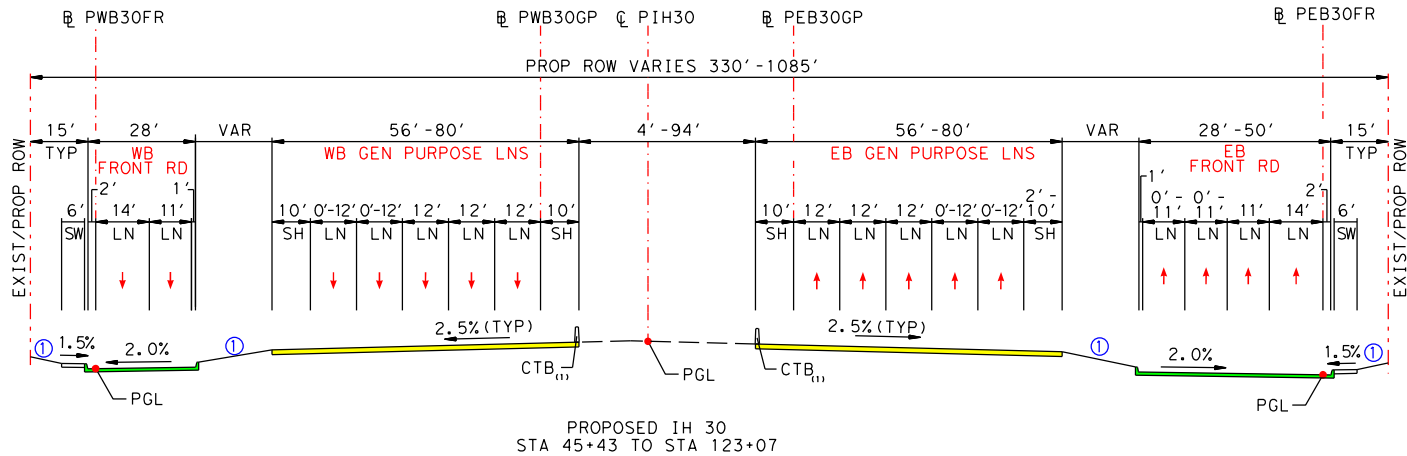 ℞ PWB30FR ℞ PWB30GP ℄ PIH30 ℞ PEB30GP ℞ PEB30FR
PROP ROW VARIES 330'-1085'
15' 28' VAR 56'-80' 4'-94' 56'-80' VAR 28'-50' 15'
TYP WB WB GEN PURPOSE LNS EB GEN PURPOSE LNS EB TYP
FRONT RD FRONT RD
2' 1' 2'- 1' 0'- 0'- 2'
6' 14' 11' 10' 0'-12' 0'-12' 12' 12' 12' 10' 10' 12' 12' 12' 0'-12' 0'-12' 10' 11' 11' 11' 14' 6'
SW LN LN SH LN LN LN LN LN SH SH LN LN LN LN LN SH LN LN LN LN SW
EXIST/PROP ROW
EXIST/PROP ROW
1 1.5% 2.0% 1 2.5%(TYP) 2.5%(TYP) 1 2.0% 1.5% 1
CTB(1) PGL CTB(1)
PGL PGL
PROPOSED IH 30
STA 45+43 TO STA 123+07